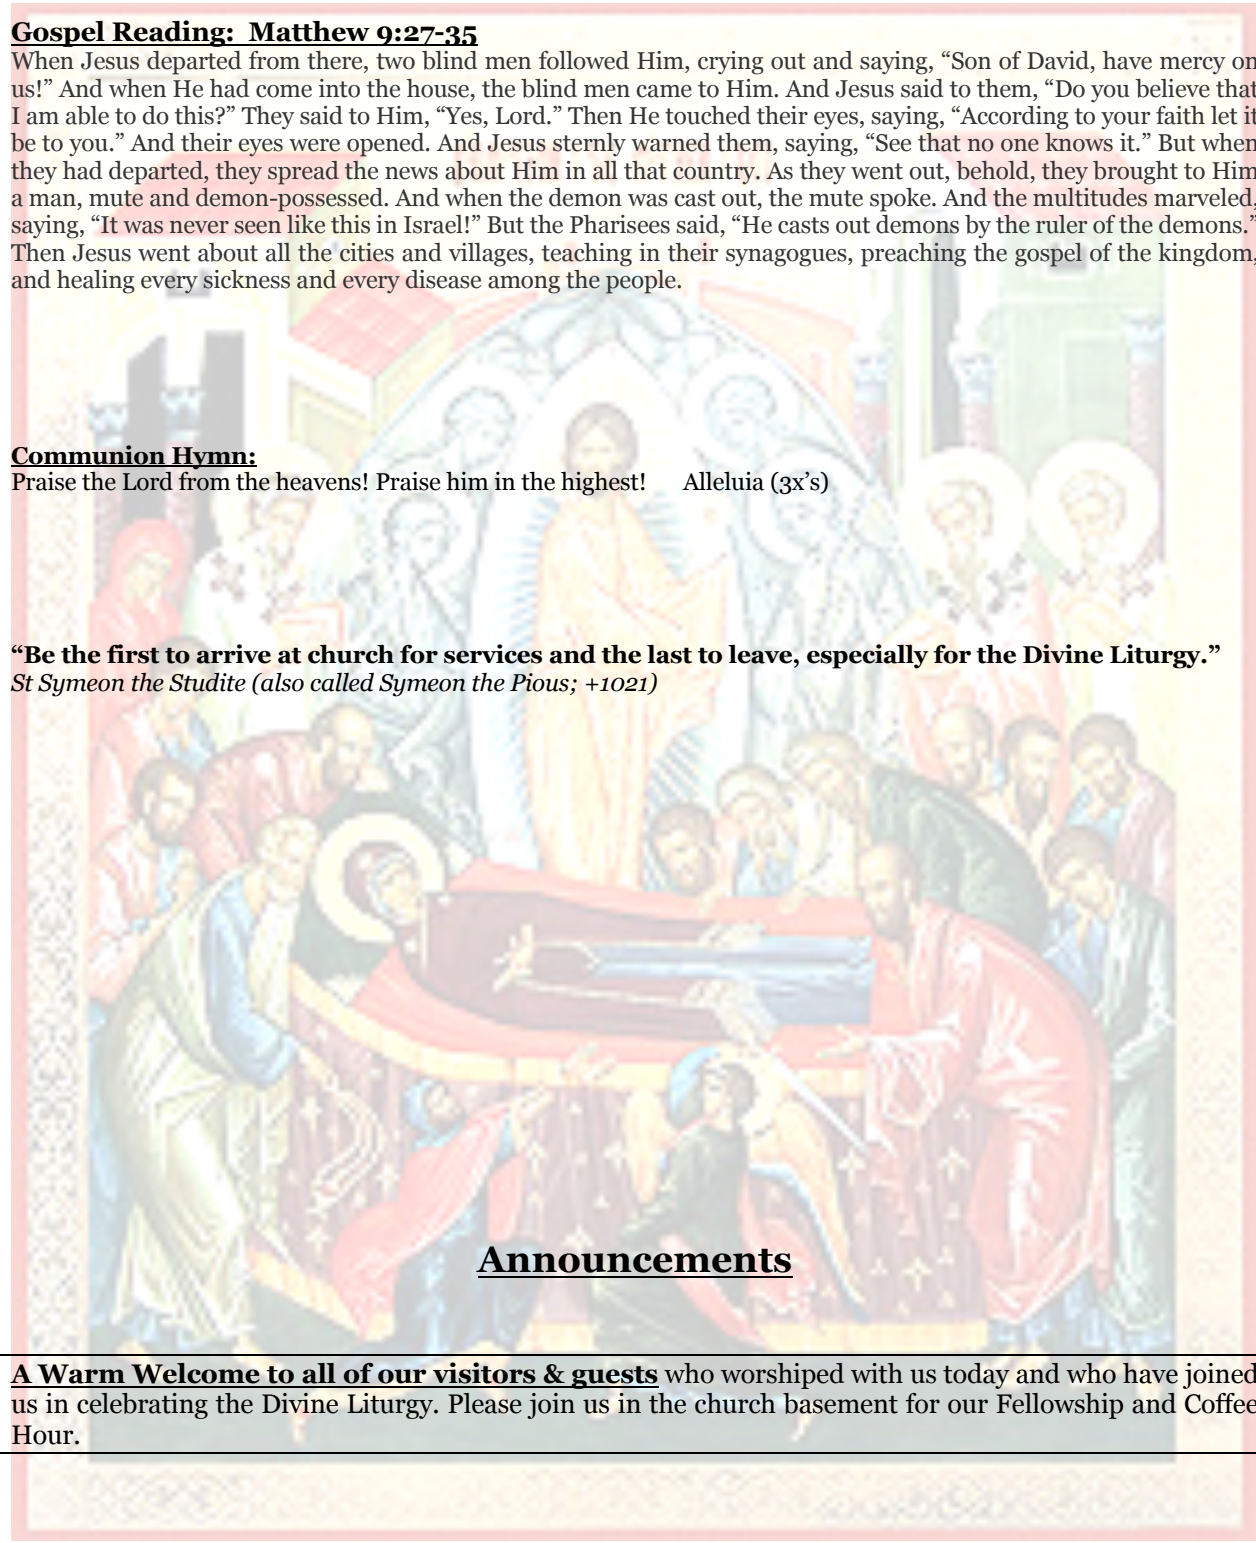 Gospel Reading:  Matthew 9:27-35
When Jesus departed from there, two blind men followed Him, crying out and saying, “Son of David, have mercy on
us!” And when He had come into the house, the blind men came to Him. And Jesus said to them, “Do you believe that
I am able to do this?” They said to Him, “Yes, Lord.” Then He touched their eyes, saying, “According to your faith let it
be to you.” And their eyes were opened. And Jesus sternly warned them, saying, “See that no one knows it.” But when
they had departed, they spread the news about Him in all that country. As they went out, behold, they brought to Him
a man, mute and demon-possessed. And when the demon was cast out, the mute spoke. And the multitudes marveled,
saying, “It was never seen like this in Israel!” But the Pharisees said, “He casts out demons by the ruler of the demons.”
Then Jesus went about all the cities and villages, teaching in their synagogues, preaching the gospel of the kingdom,
and healing every sickness and every disease among the people.
Communion Hymn:
Praise the Lord from the heavens! Praise him in the highest!     Alleluia (3x’s)
“Be the first to arrive at church for services and the last to leave, especially for the Divine Liturgy.”
St Symeon the Studite (also called Symeon the Pious; +1021)
Announcements
A Warm Welcome to all of our visitors & guests who worshiped with us today and who have joined
us in celebrating the Divine Liturgy. Please join us in the church basement for our Fellowship and Coffee
Hour.